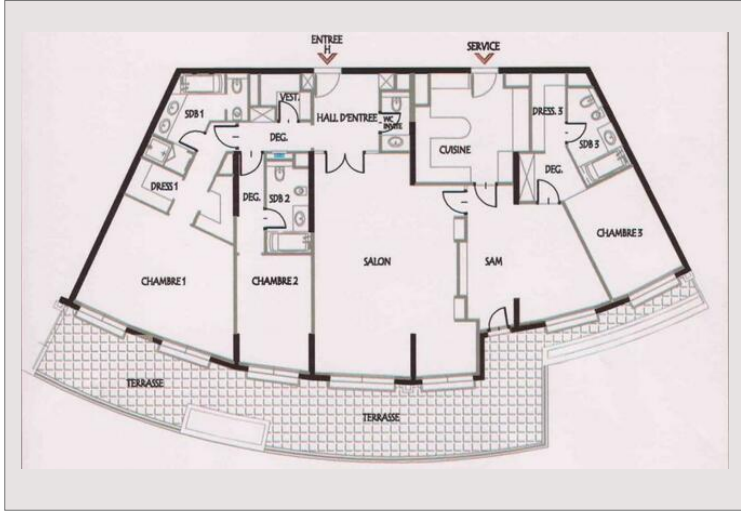 ENTREE
H
SERVICE
SDB 1
VEST.
HALL D'ENTREE
WC
INVITE
DRESS. 3
SDB 3
DEG.
CUISINE
DEG.
DRESS 1
DEG.
SDB 2
CHAMBRE 3
CHAMBRE 1
CHAMBRE 2
SALON
SAM
TERRASSE
TERRASSE